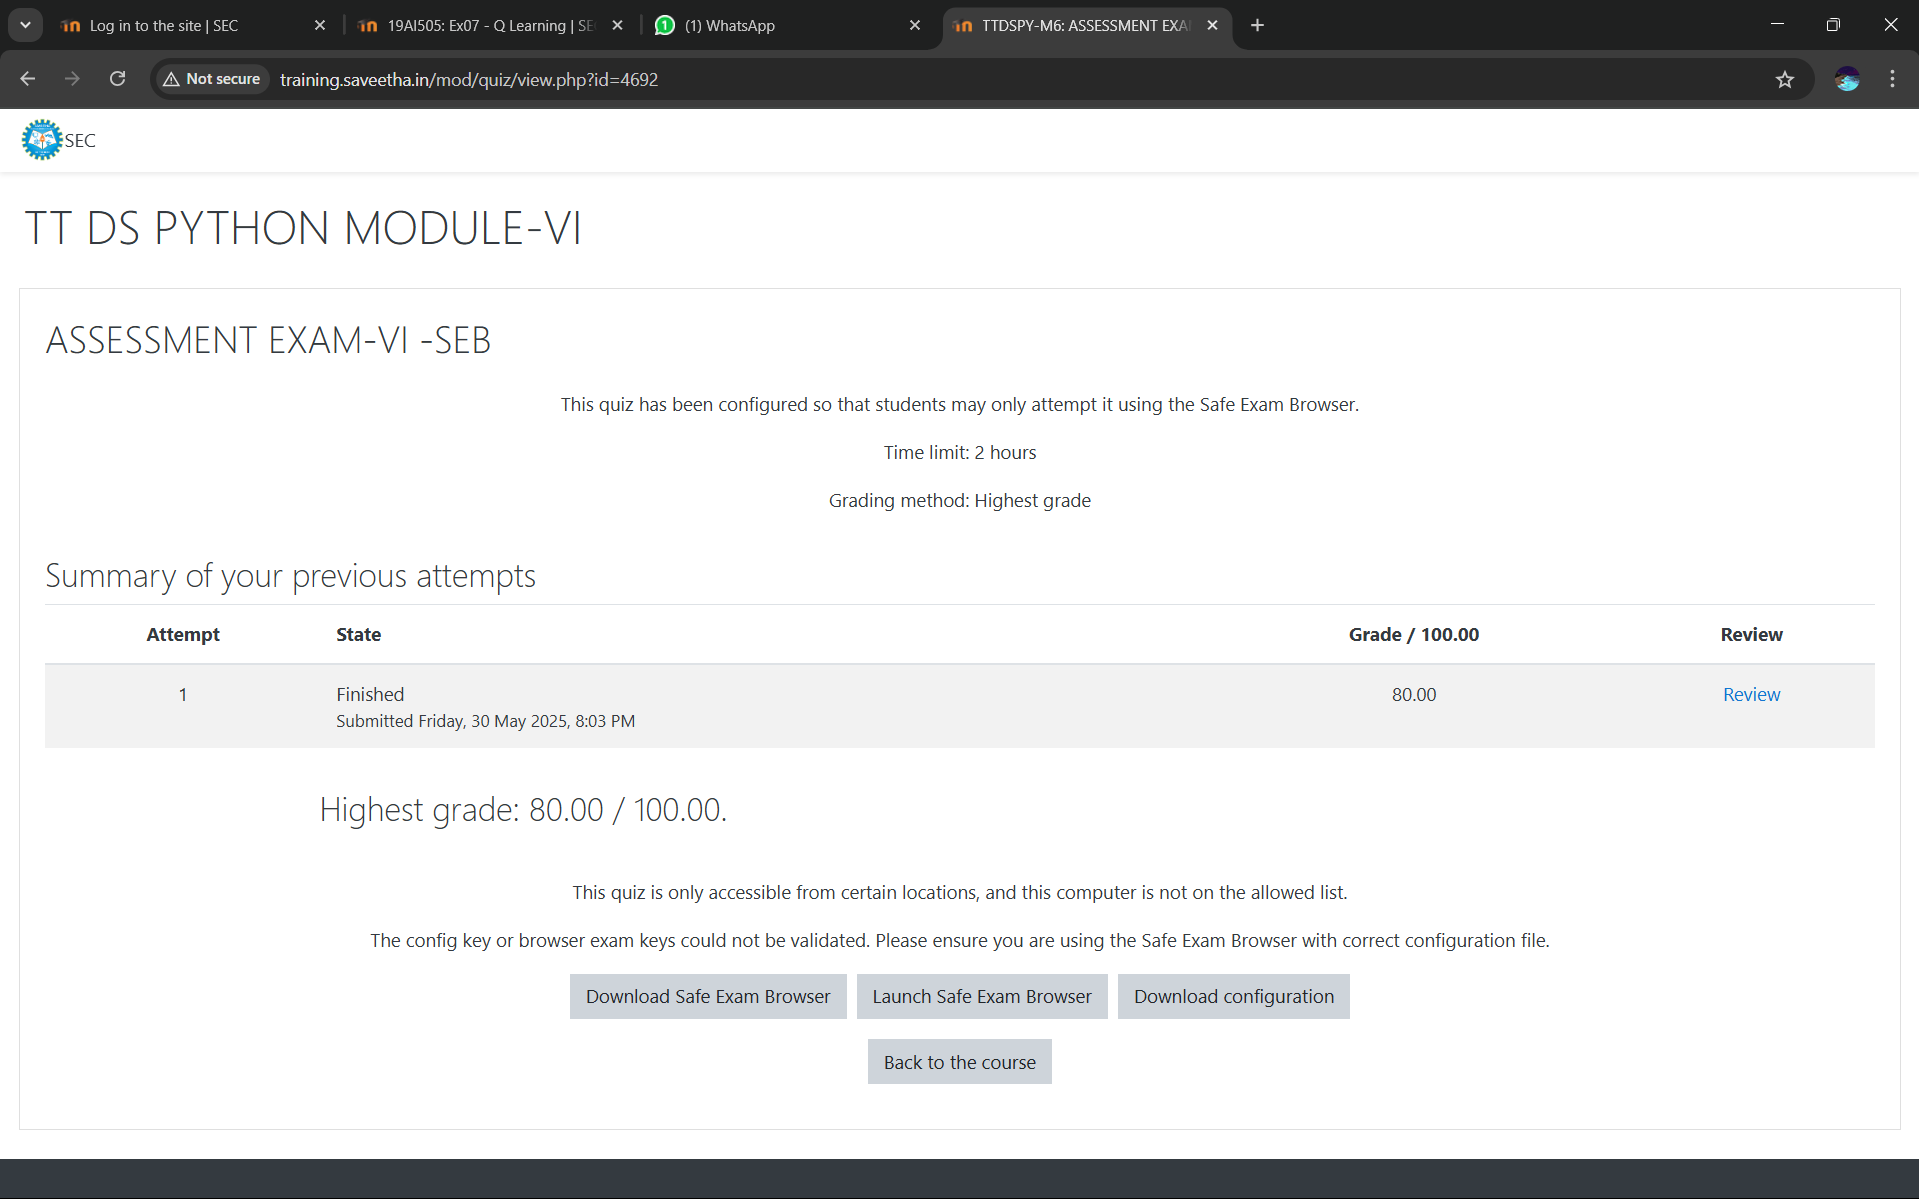 Log in to the site | SEC
19AI505: Ex07 - Q Learning | SE
(1) WhatsApp
TTDSPY-M6: ASSESSMENT EXA
Not secure
training.saveetha.in/mod/quiz/view.php?id=4692
SEC
TT DS PYTHON MODULE-VI
ASSESSMENT EXAM-VI -SEB
This quiz has been configured so that students may only attempt it using the Safe Exam Browser.
Time limit: 2 hours
Grading method: Highest grade
Summary of your previous attempts
Attempt State Grade / 100.00 Review
1 Finished 80.00 Review
Submitted Friday, 30 May 2025, 8:03 PM
Highest grade: 80.00 / 100.00.
This quiz is only accessible from certain locations, and this computer is not on the allowed list.
The config key or browser exam keys could not be validated. Please ensure you are using the Safe Exam Browser with correct configuration file.
Download Safe Exam Browser Launch Safe Exam Browser Download configuration
Back to the course